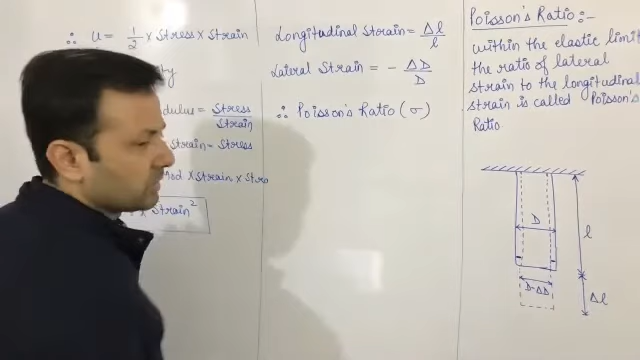 ∴ u = 1/2 × Stress × Strain
dulus = Stress/Strain
Strain = Stress
Mod × Strain × Stra
× Strain²
Longitudinal Strain = Δl/l
Lateral Strain = - ΔD/D
∴ Poisson's Ratio (σ)
Poisson's Ratio :-
within the elastic limit
the ratio of lateral
strain to the longitudinal
strain is called Poisson's
Ratio
D
l
D-ΔD
Δl